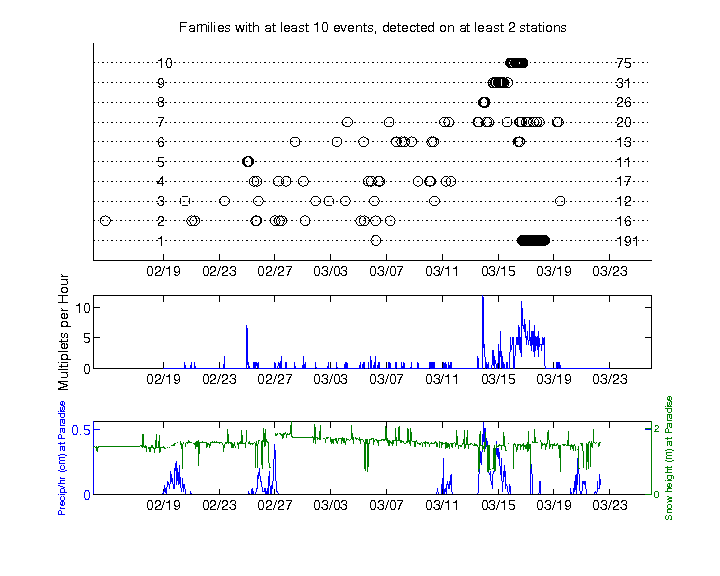 Families with at least 10 events, detected on at least 2 stations
10 75
9 31
8 26
7 20
6 13
5 11
4 17
3 12
2 16
1 191
02/19 02/23 02/27 03/03 03/07 03/11 03/15 03/19 03/23
Multiplets per Hour
10
5
0
02/19 02/23 02/27 03/03 03/07 03/11 03/15 03/19 03/23
Precip/hr (cm) at Paradise
0.5
0
2
0
Snow height (m) at Paradise
02/19 02/23 02/27 03/03 03/07 03/11 03/15 03/19 03/23